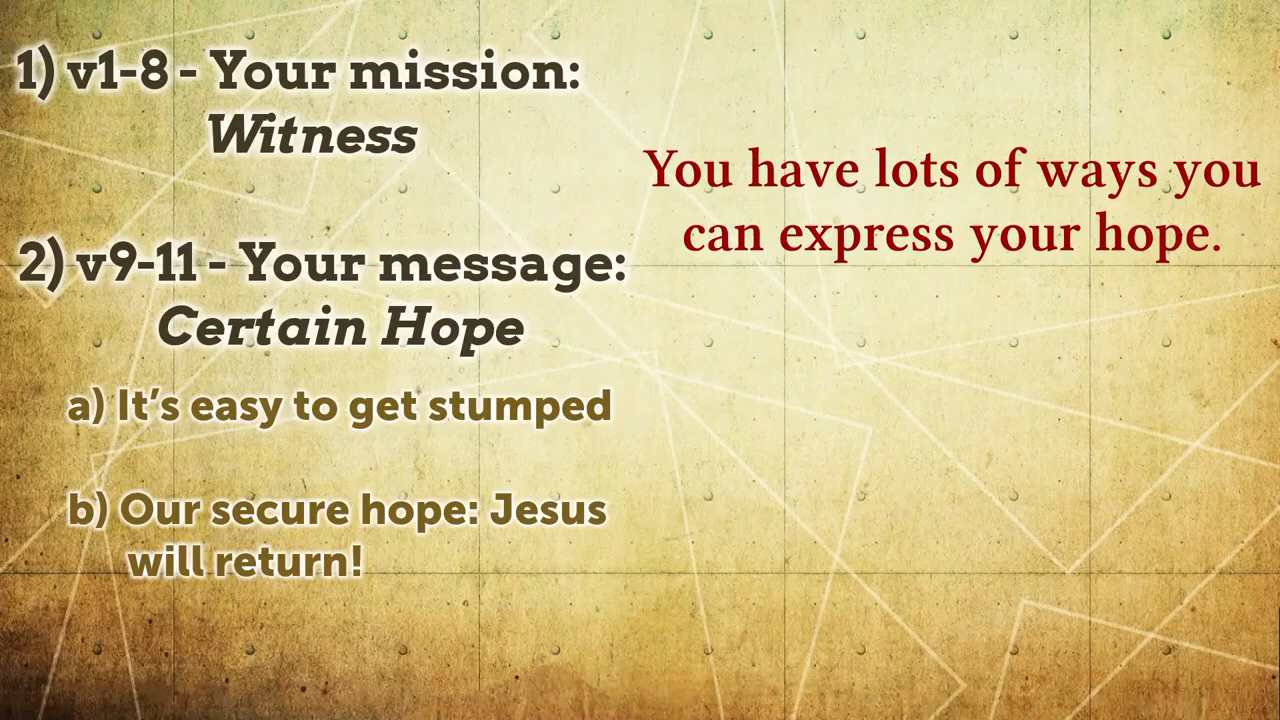 1) v1-8 - Your mission:
Witness
2) v9-11 - Your message:
Certain Hope
a) It’s easy to get stumped
b) Our secure hope: Jesus
will return!
You have lots of ways you
can express your hope.